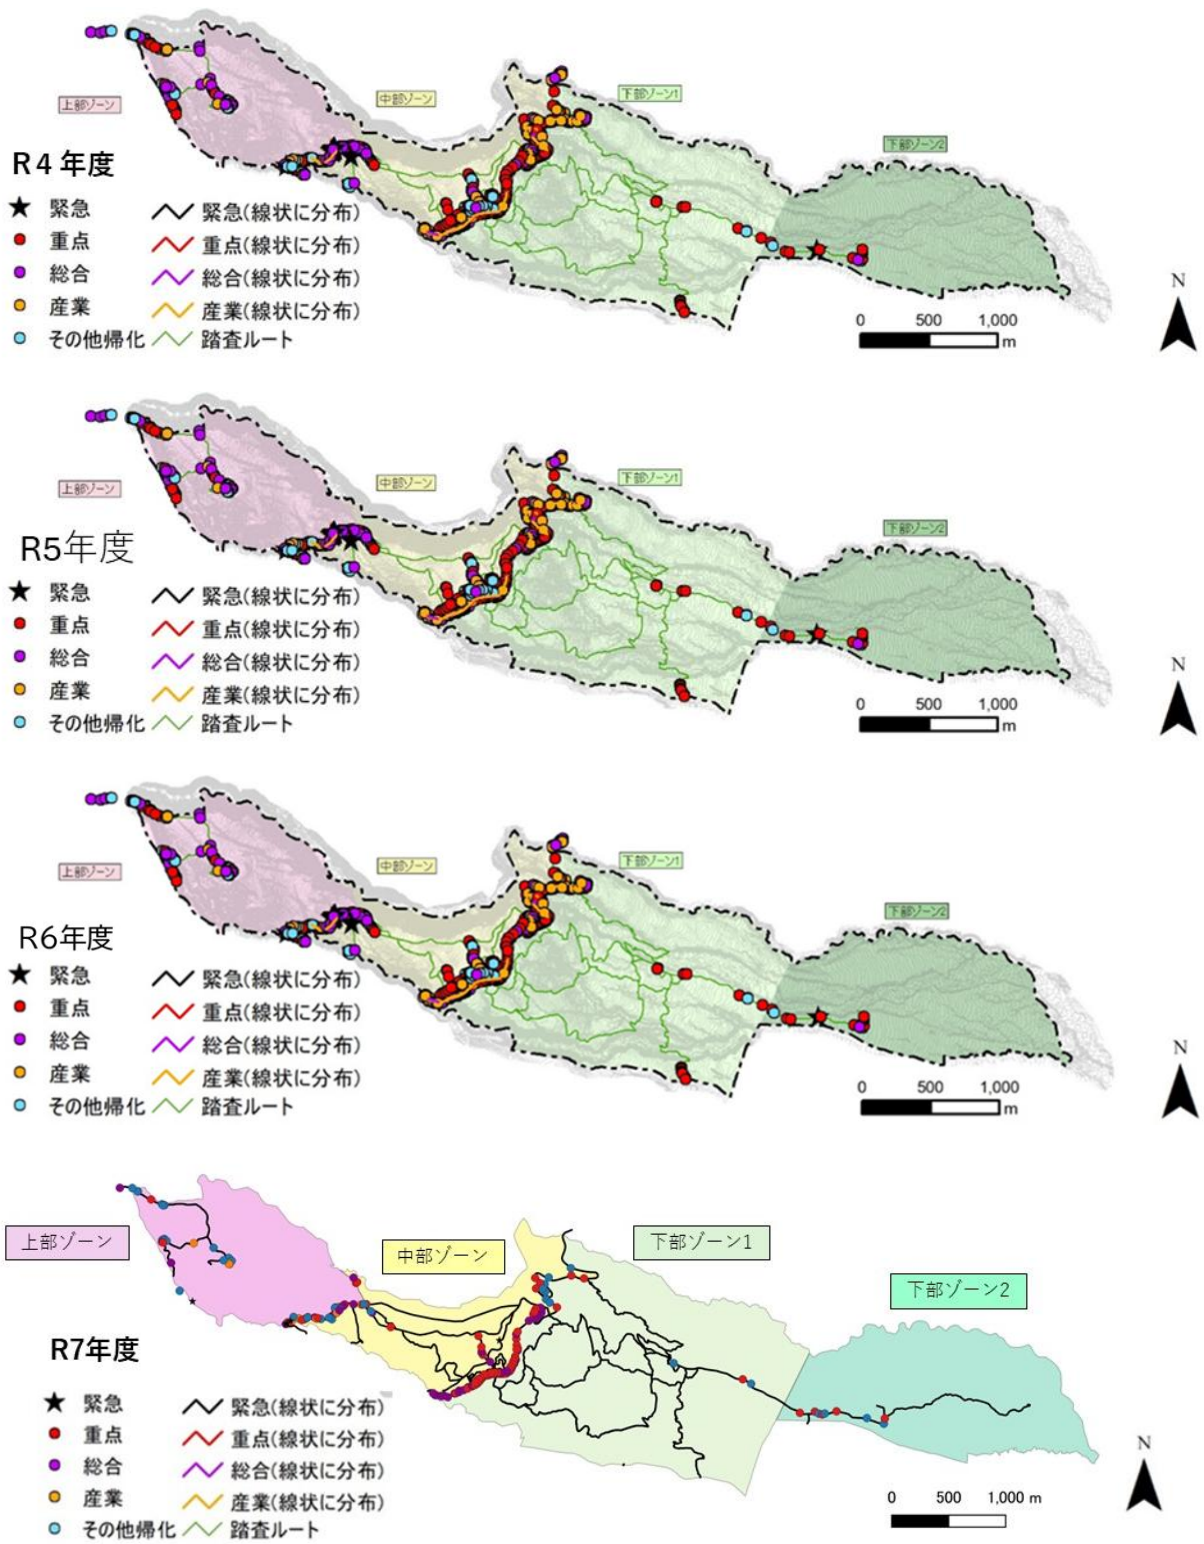 上部ゾーン
中部ゾーン
下部ゾーン1
下部ゾーン2
R4年度
緊急
緊急(線状に分布)
重点
重点(線状に分布)
総合
総合(線状に分布)
産業
産業(線状に分布)
その他帰化
踏査ルート
0 500 1,000
m
N
上部ゾーン
中部ゾーン
下部ゾーン1
下部ゾーン2
R5年度
緊急
緊急(線状に分布)
重点
重点(線状に分布)
総合
総合(線状に分布)
産業
産業(線状に分布)
その他帰化
踏査ルート
0 500 1,000
m
N
上部ゾーン
中部ゾーン
下部ゾーン1
下部ゾーン2
R6年度
緊急
緊急(線状に分布)
重点
重点(線状に分布)
総合
総合(線状に分布)
産業
産業(線状に分布)
その他帰化
踏査ルート
0 500 1,000
m
N
上部ゾーン
中部ゾーン
下部ゾーン1
下部ゾーン2
R7年度
緊急
緊急(線状に分布)
重点
重点(線状に分布)
総合
総合(線状に分布)
産業
産業(線状に分布)
その他帰化
踏査ルート
0 500 1,000 m
N